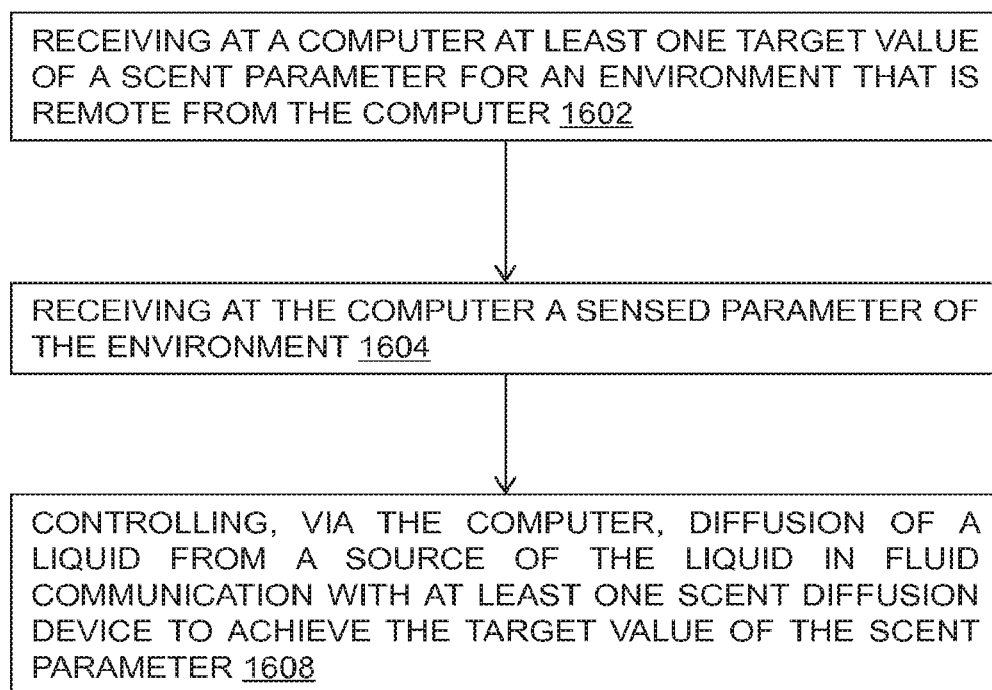 RECEIVING AT A COMPUTER AT LEAST ONE TARGET VALUE
OF A SCENT PARAMETER FOR AN ENVIRONMENT THAT IS
REMOTE FROM THE COMPUTER 1602
RECEIVING AT THE COMPUTER A SENSED PARAMETER OF
THE ENVIRONMENT 1604
CONTROLLING, VIA THE COMPUTER, DIFFUSION OF A
LIQUID FROM A SOURCE OF THE LIQUID IN FLUID
COMMUNICATION WITH AT LEAST ONE SCENT DIFFUSION
DEVICE TO ACHIEVE THE TARGET VALUE OF THE SCENT
PARAMETER 1608